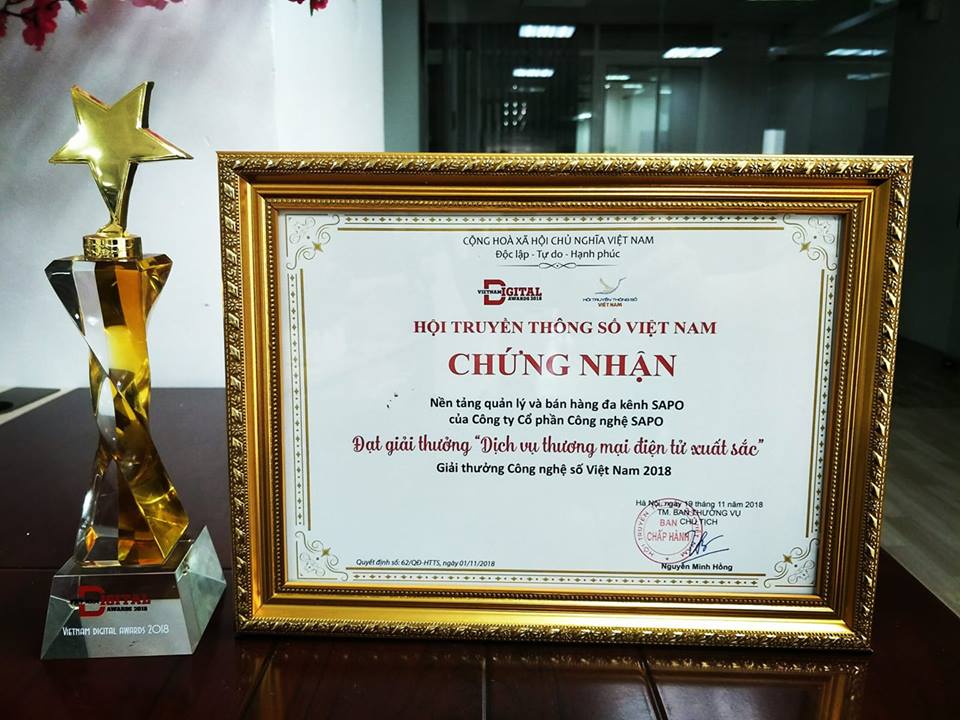 CỘNG HOÀ XÃ HỘI CHỦ NGHĨA VIỆT NAM
Độc lập - Tự do - Hạnh phúc
VIETNAM DIGITAL
AWARDS 2018
HỘI TRUYỀN THÔNG SỐ
VIỆT NAM
HỘI TRUYỀN THÔNG SỐ VIỆT NAM
CHỨNG NHẬN
Nền tảng quản lý và bán hàng đa kênh SAPO
của Công ty Cổ phần Công nghệ SAPO
Đạt giải thưởng "Dịch vụ thương mại điện tử xuất sắc"
Giải thưởng Công nghệ số Việt Nam 2018
Hà Nội, ngày 19 tháng 11 năm 2018
TM. BAN THƯỜNG VỤ
CHỦ TỊCH
BAN
CHẤP HÀNH
Nguyễn Minh Hồng
Quyết định số: 62/QĐ-HTTS, ngày 01/11/2018
DIGITAL
AWARDS 2018
VIETNAM DIGITAL AWARDS 2018